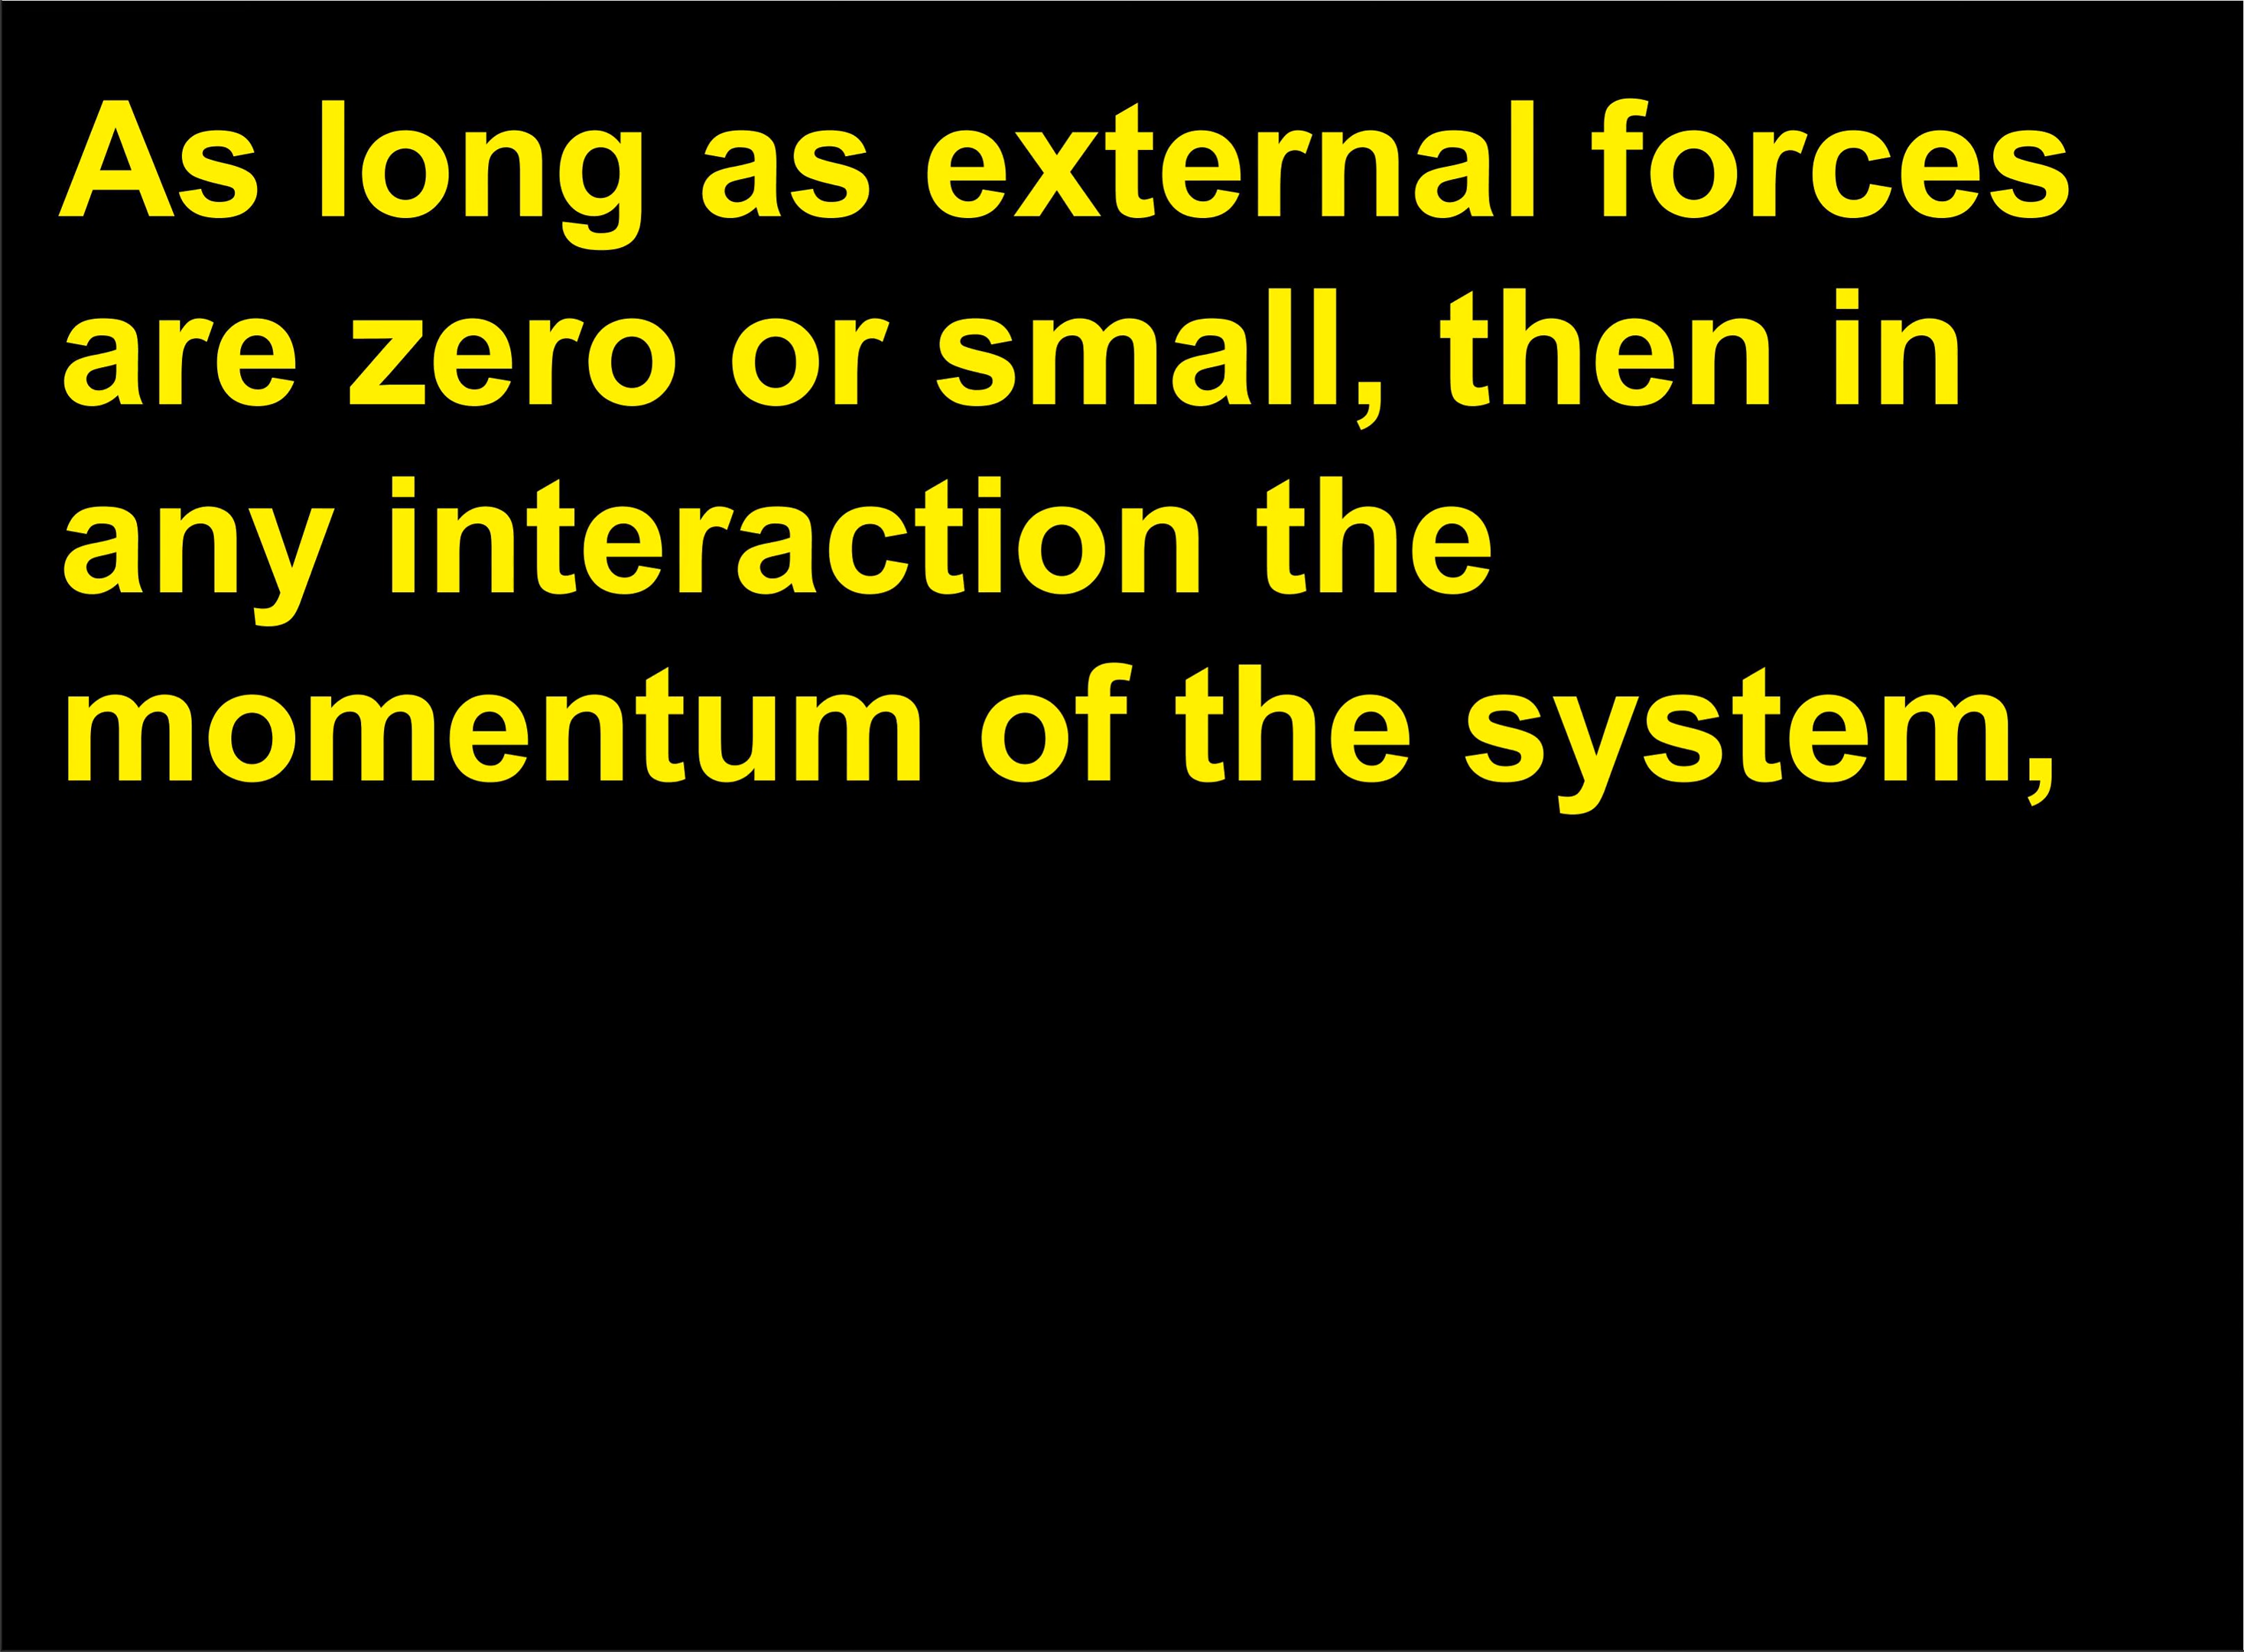 As long as external forces
are zero or small, then in
any interaction the
momentum of the system,